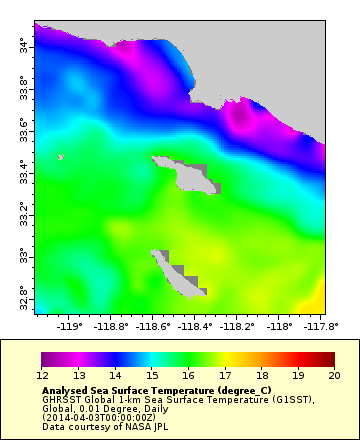 34°
33.8°
33.6°
33.4°
33.2°
33°
32.8°
-119° -118.8° -118.6° -118.4° -118.2° -118° -117.8°
12 13 14 15 16 17 18 19 20
Analysed Sea Surface Temperature (degree_C)
GHRSST Global 1-km Sea Surface Temperature (G1SST),
Global, 0.01 Degree, Daily
(2014-04-03T00:00:00Z)
Data courtesy of NASA JPL